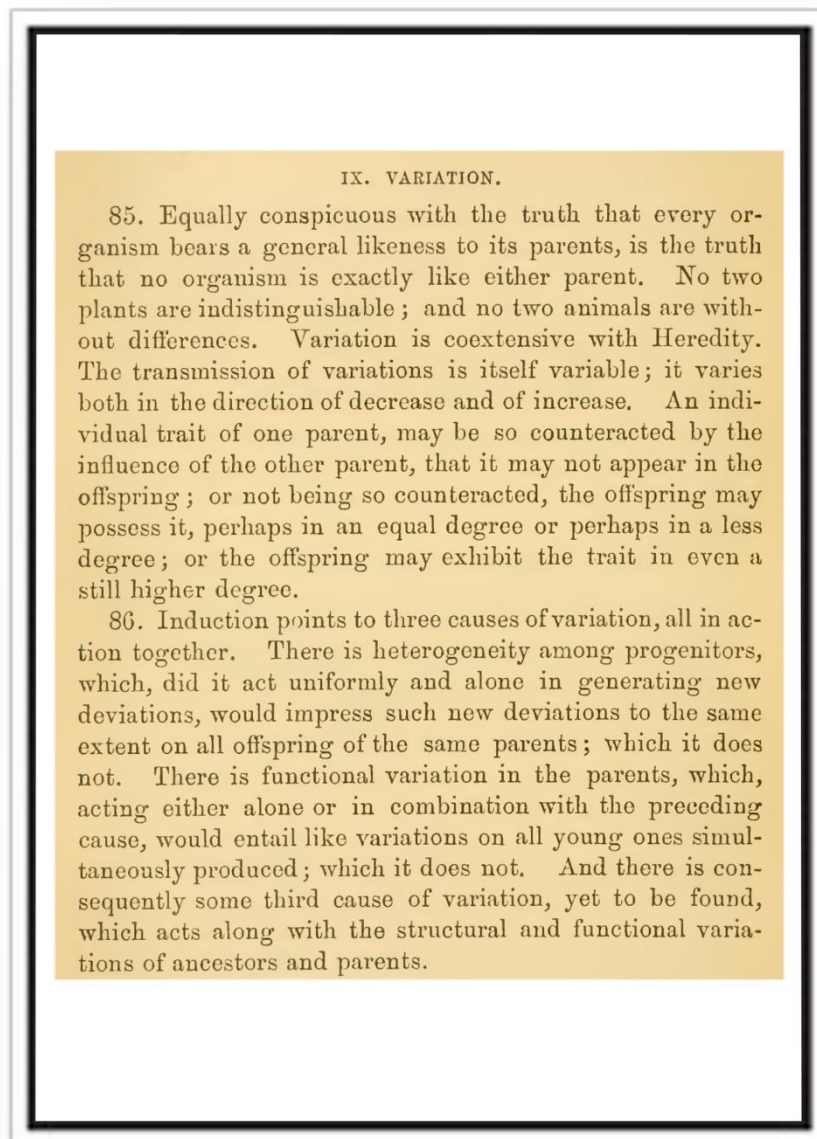 IX. VARIATION.
85. Equally conspicuous with the truth that every or-
ganism bears a general likeness to its parents, is the truth
that no organism is exactly like either parent. No two
plants are indistinguishable; and no two animals are with-
out differences. Variation is coextensive with Heredity.
The transmission of variations is itself variable; it varies
both in the direction of decrease and of increase. An indi-
vidual trait of one parent, may be so counteracted by the
influence of the other parent, that it may not appear in the
offspring; or not being so counteracted, the offspring may
possess it, perhaps in an equal degree or perhaps in a less
degree; or the offspring may exhibit the trait in even a
still higher degree.
86. Induction points to three causes of variation, all in ac-
tion together. There is heterogeneity among progenitors,
which, did it act uniformly and alone in generating new
deviations, would impress such new deviations to the same
extent on all offspring of the same parents; which it does
not. There is functional variation in the parents, which,
acting either alone or in combination with the preceding
cause, would entail like variations on all young ones simul-
taneously produced; which it does not. And there is con-
sequently some third cause of variation, yet to be found,
which acts along with the structural and functional varia-
tions of ancestors and parents.